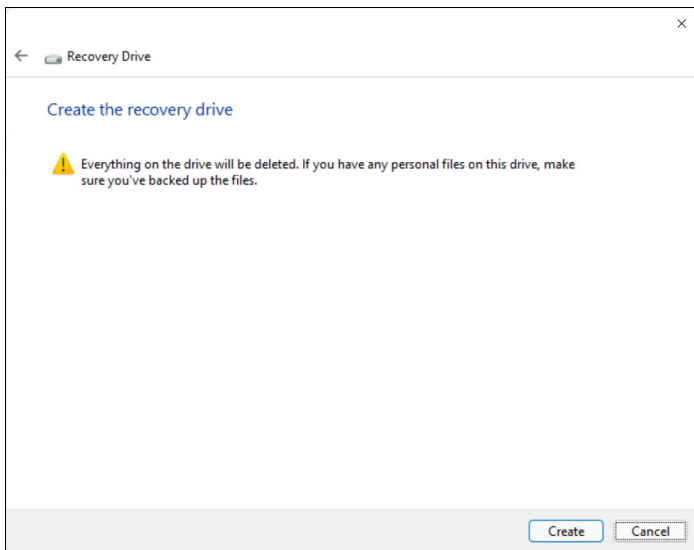 Recovery Drive
Create the recovery drive
Everything on the drive will be deleted. If you have any personal files on this drive, make
sure you've backed up the files.
Create
Cancel